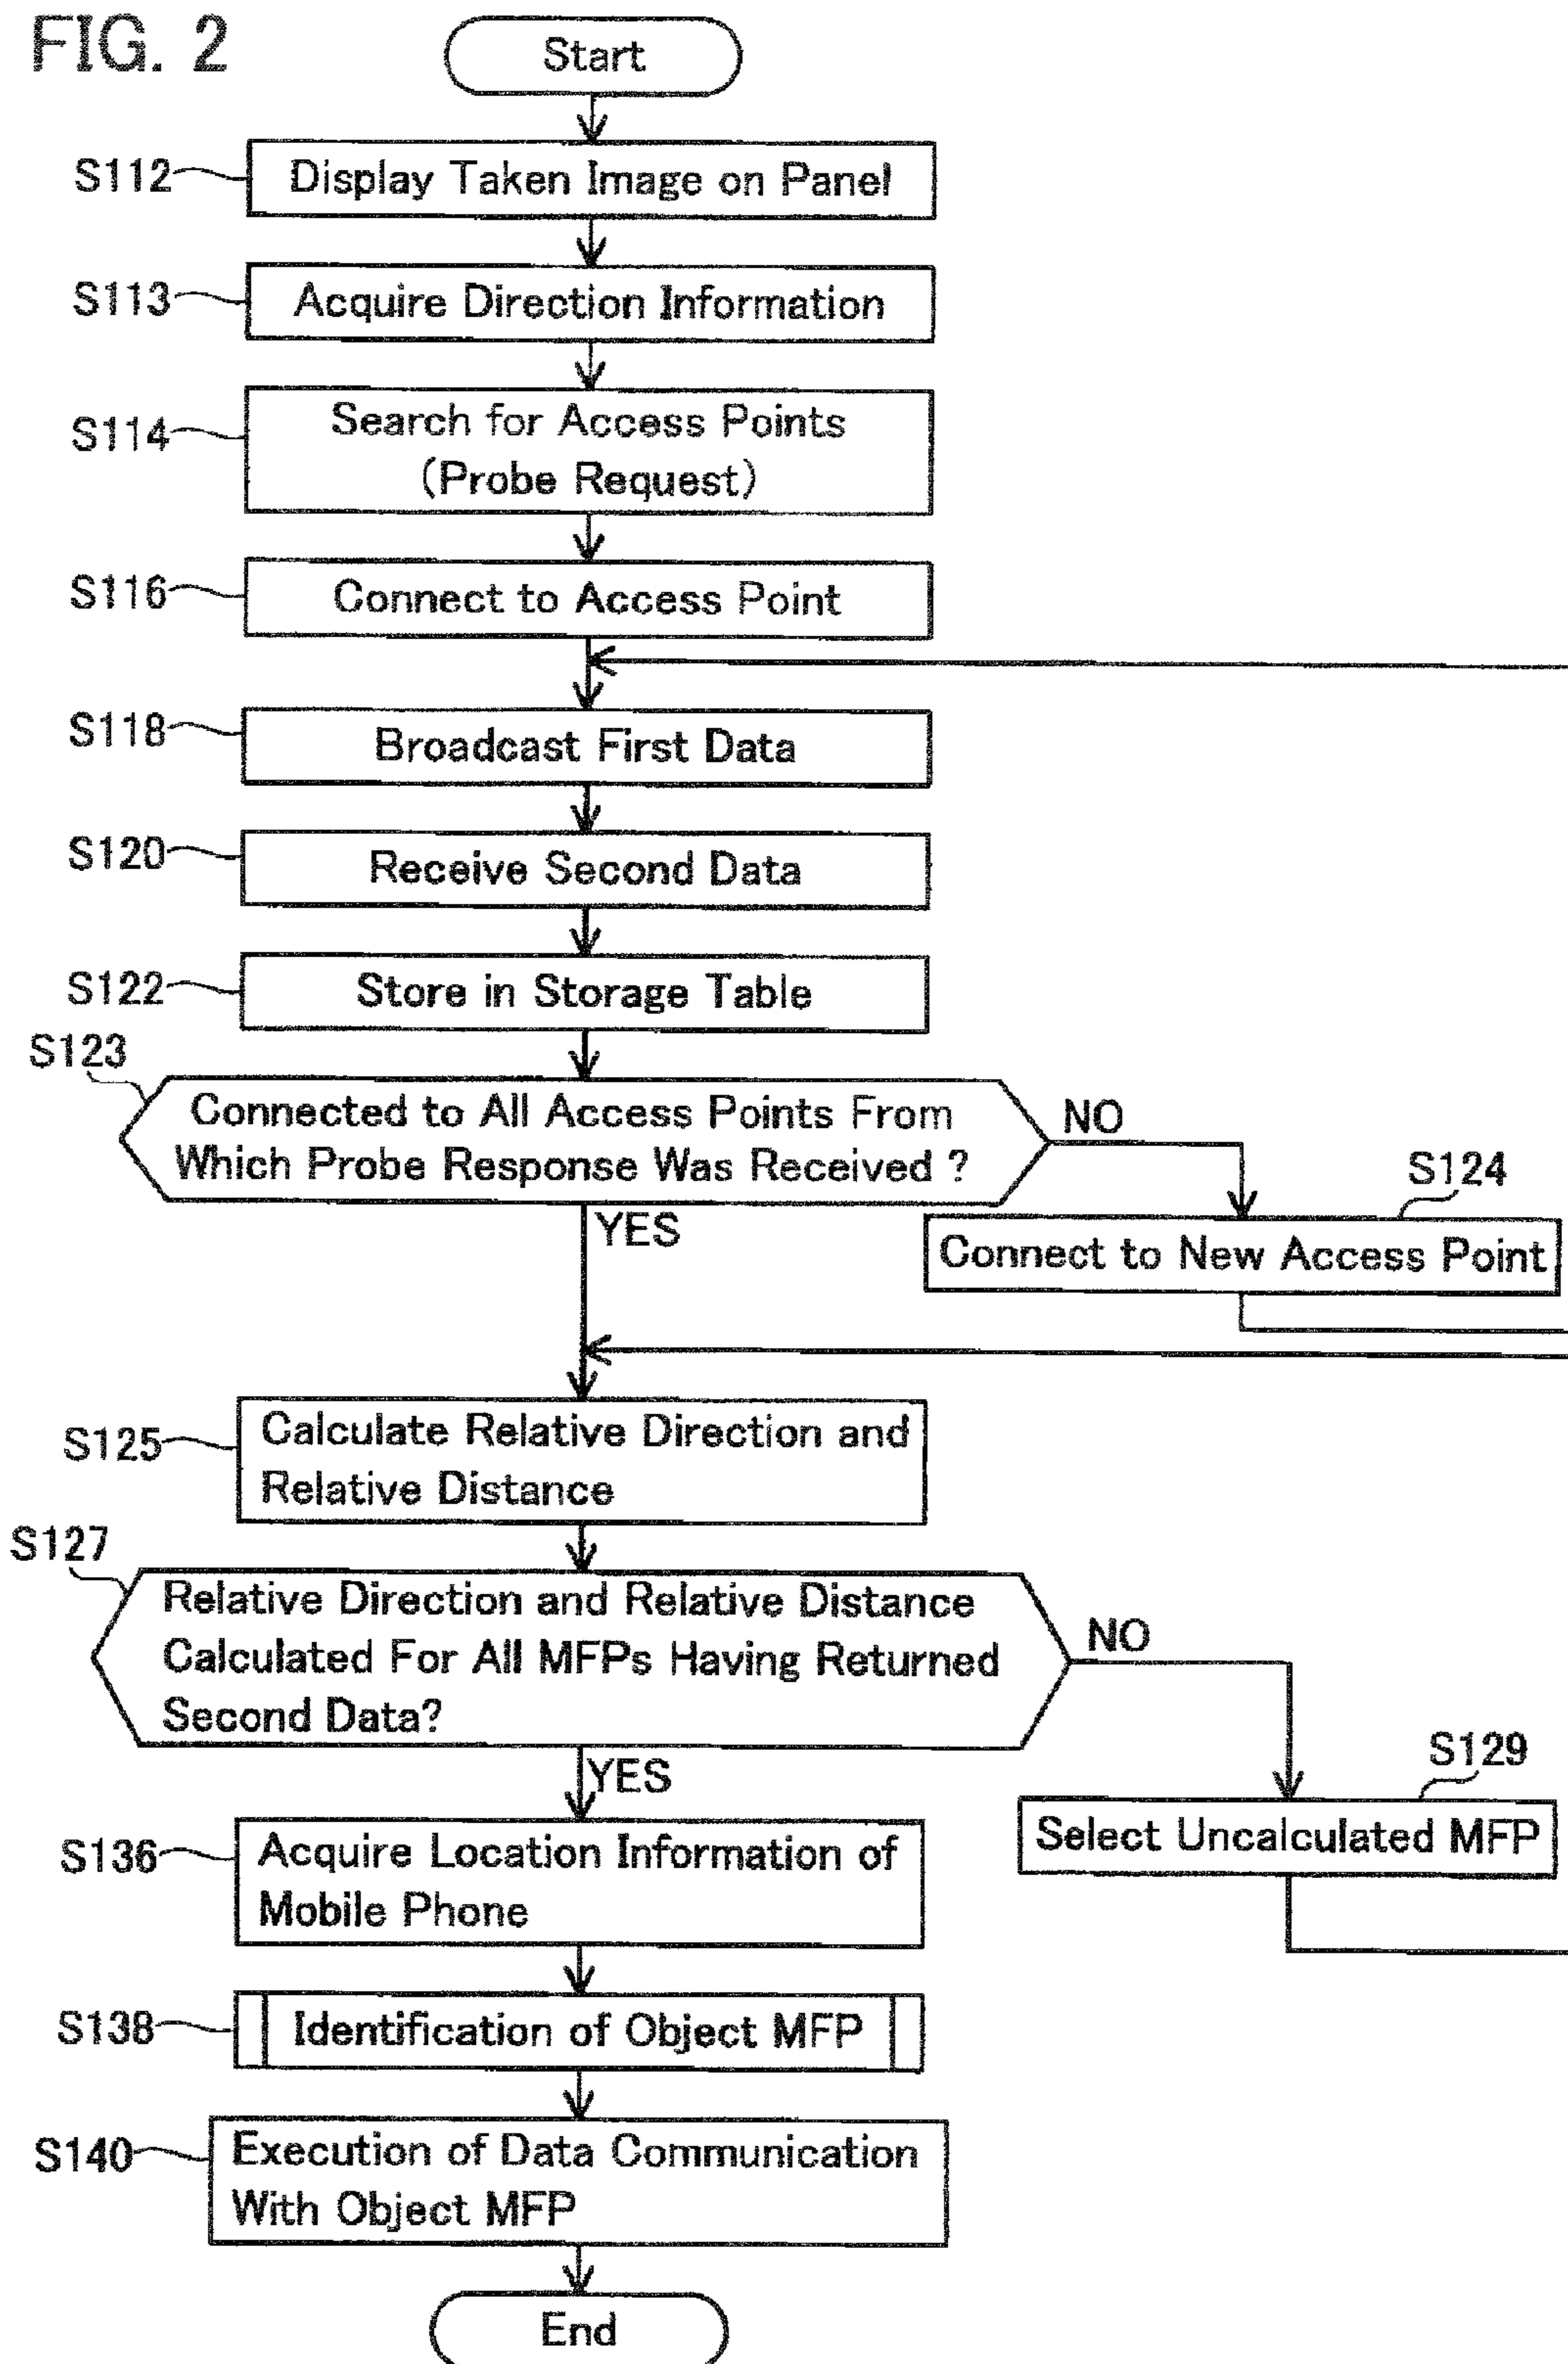 FIG. 2
Start
S112
Display Taken Image on Panel
S113
Acquire Direction Information
S114
Search for Access Points
(Probe Request)
S116
Connect to Access Point
S118
Broadcast First Data
S120
Receive Second Data
S122
Store in Storage Table
S123
Connected to All Access Points From
Which Probe Response Was Received ?
NO
YES
S124
Connect to New Access Point
S125
Calculate Relative Direction and
Relative Distance
S127
Relative Direction and Relative Distance
Calculated For All MFPs Having Returned
Second Data?
NO
YES
S129
Select Uncalculated MFP
S136
Acquire Location Information of
Mobile Phone
S138
Identification of Object MFP
S140
Execution of Data Communication
With Object MFP
End